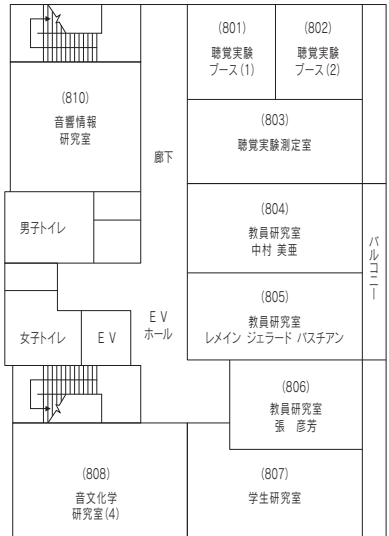 (801)
聴覚実験
ブース(1)
(802)
聴覚実験
ブース(2)
(810)
音響情報
研究室
(803)
聴覚実験測定室
廊下
(804)
教員研究室
中村 美亜
男子トイレ
バルコニー
(805)
教員研究室
レメイン ジェラード バスチアン
EV
ホール
女子トイレ
EV
(806)
教員研究室
張 彦芳
(808)
音文化学
研究室(4)
(807)
学生研究室